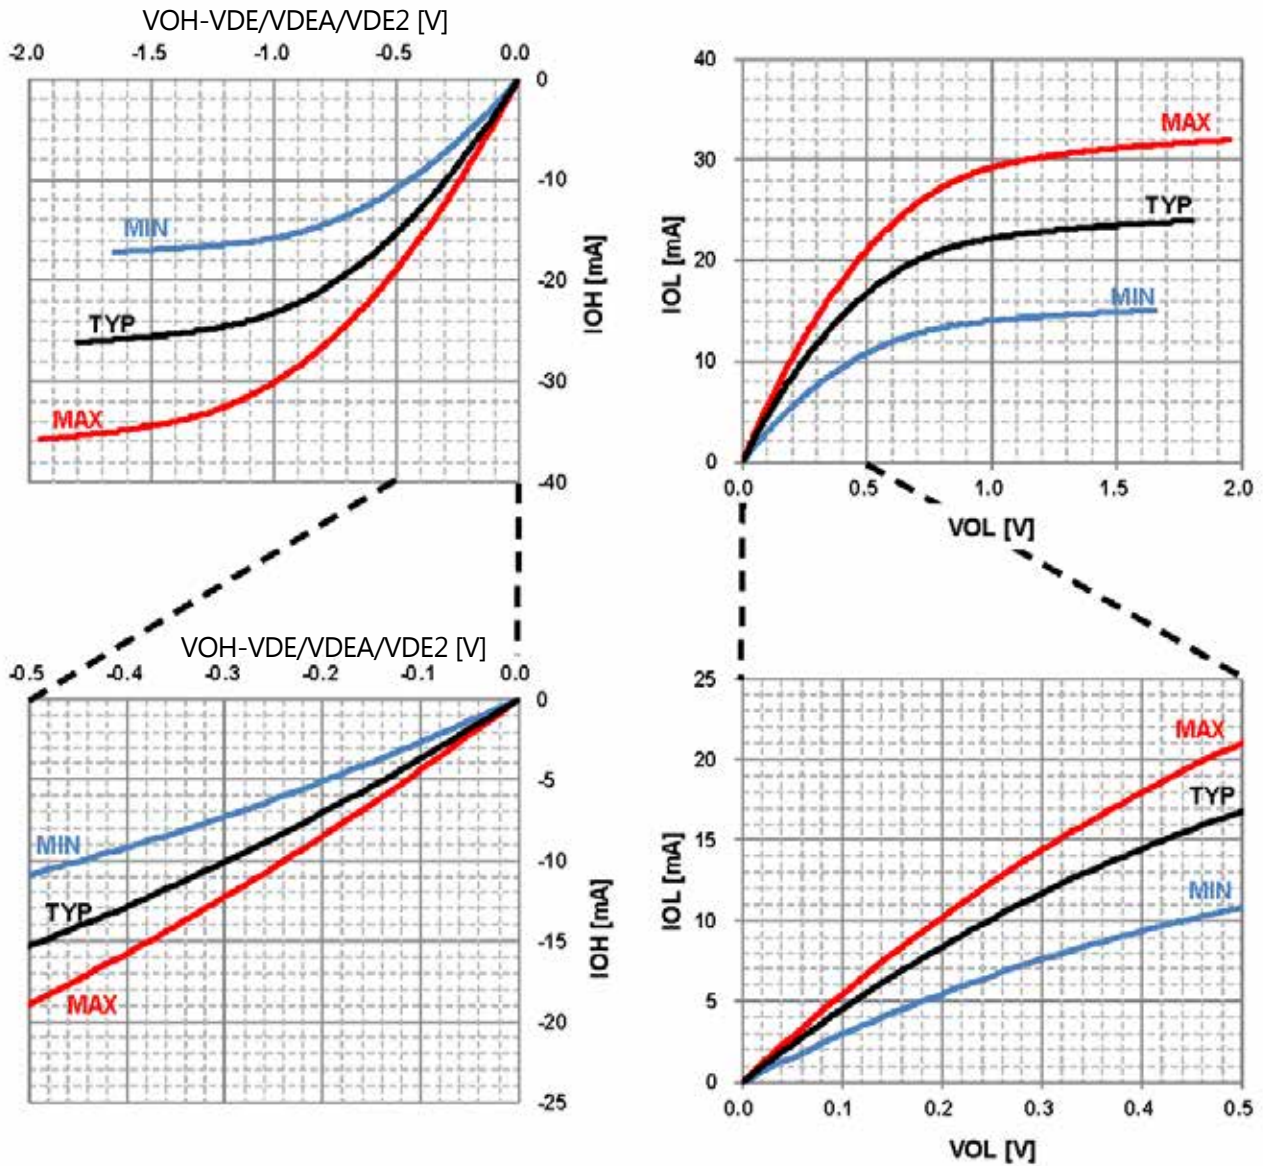 VOH-VDE/VDEA/VDE2 [V]
-2.0 -1.5 -1.0 -0.5 0.0
0
-10
-20
-30
-40
IOH [mA]
MIN
TYP
MAX
40
30
20
10
0
IOL [mA]
MAX
TYP
MIN
0.0 0.5 1.0 1.5 2.0
VOL [V]
VOH-VDE/VDEA/VDE2 [V]
-0.5 -0.4 -0.3 -0.2 -0.1 0.0
0
-5
-10
-15
-20
-25
IOH [mA]
MIN
TYP
MAX
25
20
15
10
5
0
IOL [mA]
MAX
TYP
MIN
0.0 0.1 0.2 0.3 0.4 0.5
VOL [V]